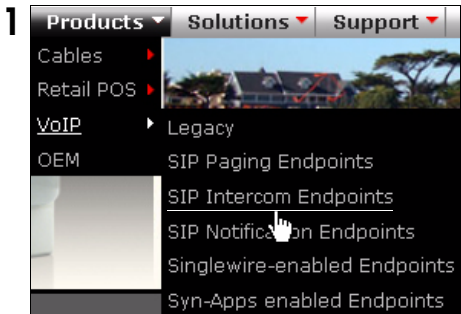 1
Products Solutions Support
Cables
Retail POS
VoIP
Legacy
OEM
SIP Paging Endpoints
SIP Intercom Endpoints
SIP Notification Endpoints
Singlewire-enabled Endpoints
Syn-Apps enabled Endpoints